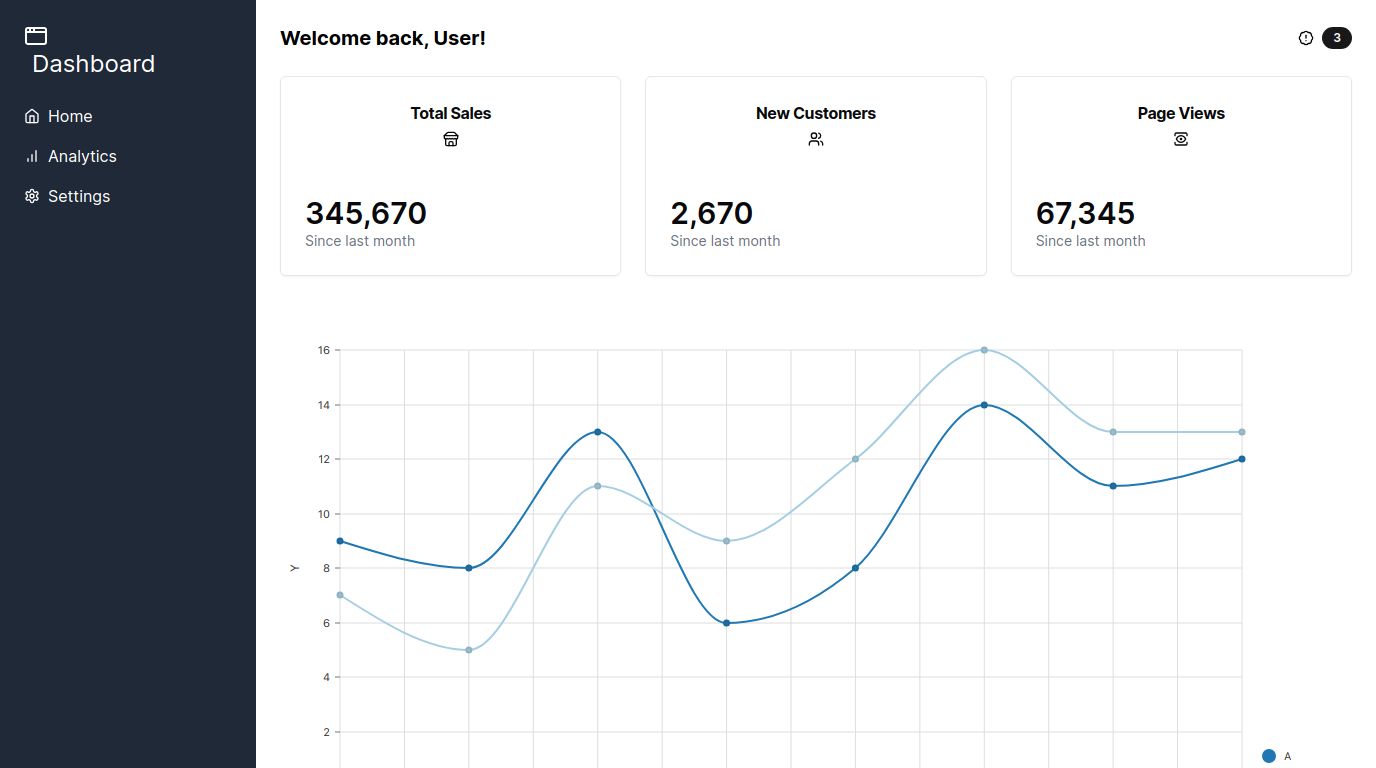 Dashboard
Home
Analytics
Settings
Welcome back, User!
3
Total Sales
345,670
Since last month
New Customers
2,670
Since last month
Page Views
67,345
Since last month
16
14
12
10
8
6
4
2
Y
A